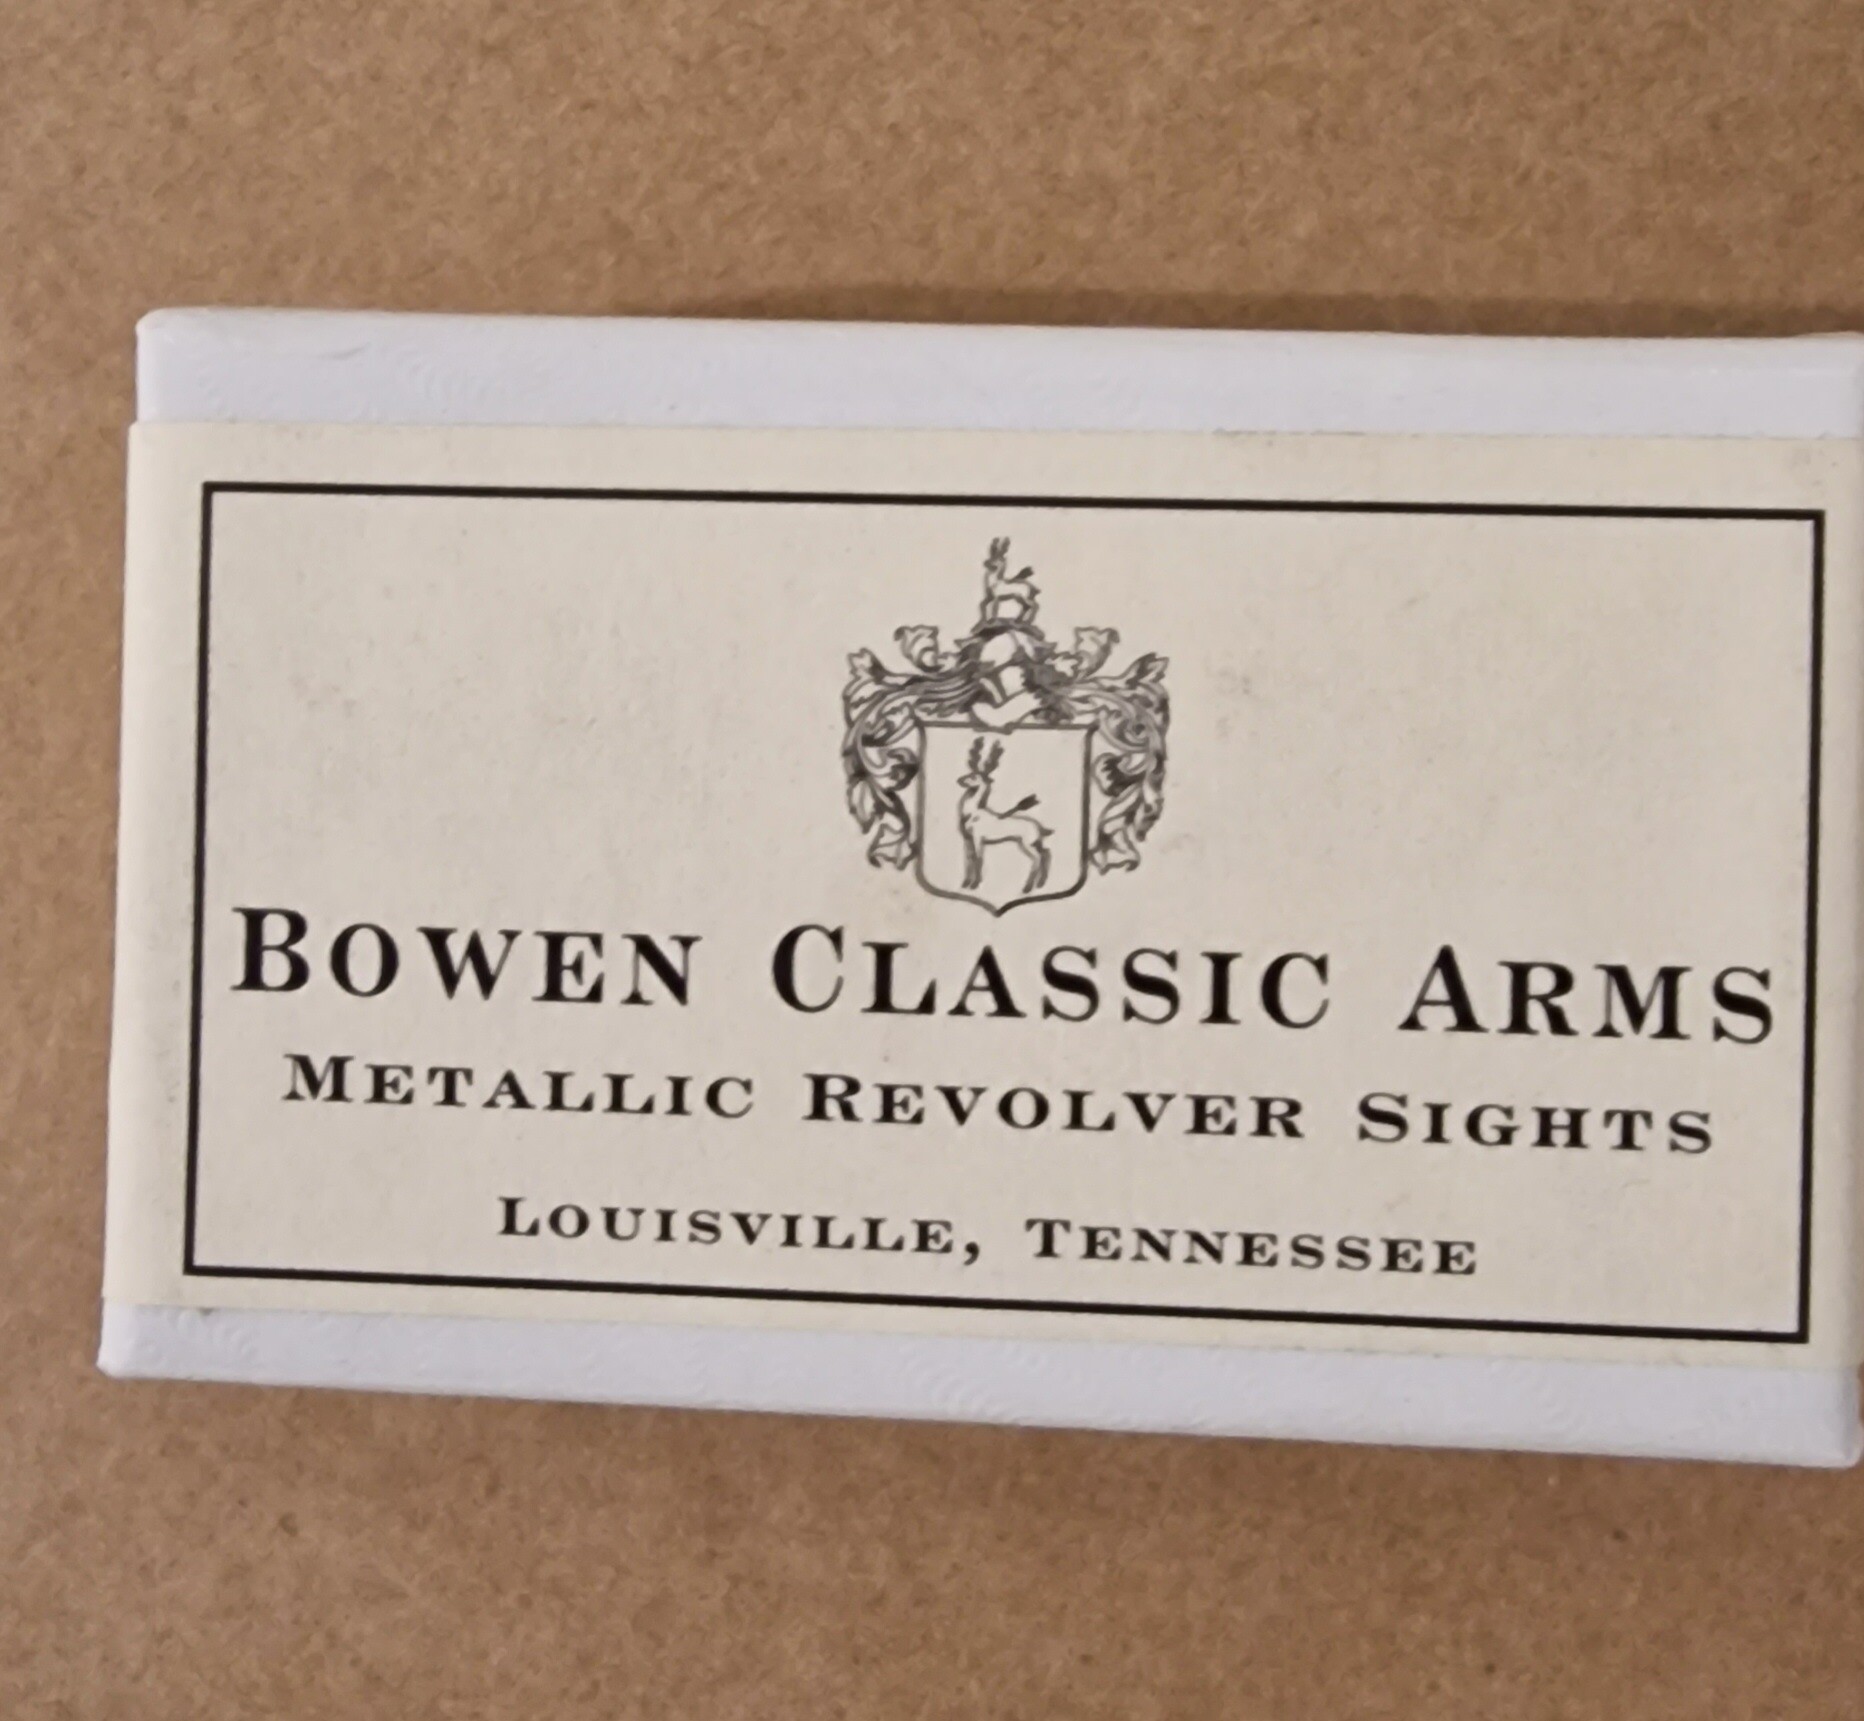 BOWEN CLASSIC ARMS
METALLIC REVOLVER SIGHTS
LOUISVILLE, TENNESSEE